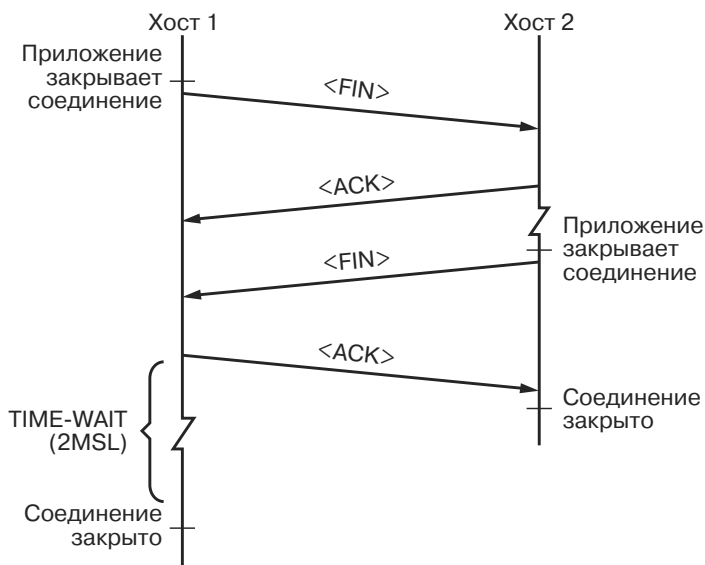 Хост 1
Хост 2
Приложение
закрывает
соединение
<FIN>
<ACK>
Приложение
закрывает
соединение
<FIN>
<ACK>
TIME-WAIT
(2MSL)
Соединение
закрыто
Соединение
закрыто